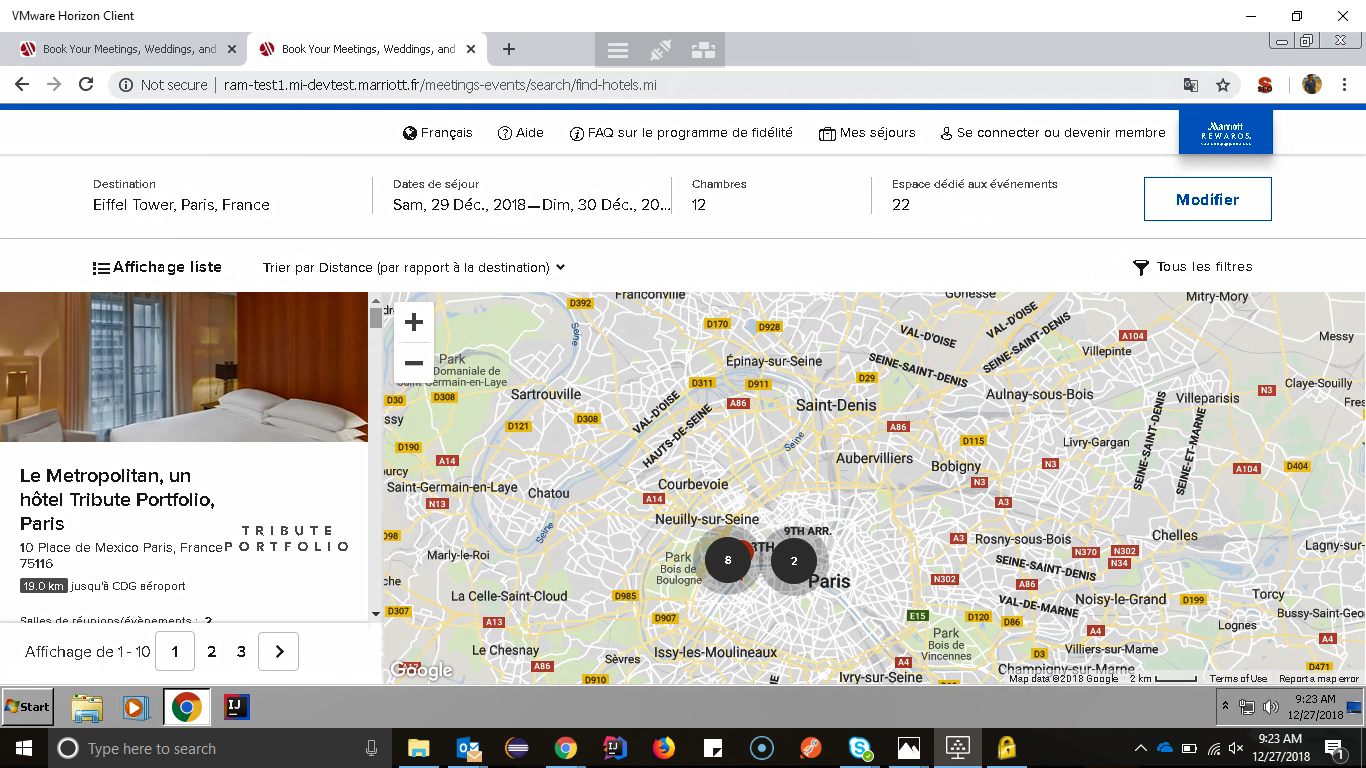 VMware Horizon Client
Book Your Meetings, Weddings, and
Book Your Meetings, Weddings, and
Not secure | ram-test1.mi-devtest.marriott.fr/meetings-events/search/find-hotels.mi
Français
Aide
FAQ sur le programme de fidélité
Mes séjours
Se connecter ou devenir membre
Marriott
REWARDS.
Destination
Eiffel Tower, Paris, France
Dates de séjour
Sam, 29 Déc., 2018—Dim, 30 Déc., 20...
Chambres
12
Espace dédié aux événements
22
Modifier
Affichage liste
Trier par Distance (par rapport à la destination)
Tous les filtres
Le Metropolitan, un
hôtel Tribute Portfolio,
Paris
TRIBUTE
PORTFOLIO
10 Place de Mexico Paris, France
75116
19.0 km jusqu'à CDG aéroport
Salles de réunions/évènements : 2
Affichage de 1 - 10
1
2
3
+
−
Franconville
Gonesse
Mitry-Mory
D392
Seine
D170
D928
VAL-D'OISE
SEINE-SAINT-DENIS
VAL-D'OISE
SEINE-SAINT-DENIS
A104
Messy
Villepinte
Park
Domaniale de
Saint-Germain-en-Laye
Épinay-sur-Seine
D29
D311
D911
Sartrouville
Aulnay-sous-Bois
Villeparisis
N3
Claye-Souilly
D30
D308
A86
Saint-Denis
VAL-D'OISE
HAUTS-DE-SEINE
D121
D308
A86
D115
Livry-Gargan
SEINE-SAINT-DENIS
SEINE-ET-MARNE
D190
A14
Seine
Aubervilliers
Bobigny
N3
A104
D404
Saint-Germain-en-Laye
Chatou
Courbevoie
N3
N13
A14
A3
Neuilly-sur-Seine
9TH ARR.
Seine
A3
Rosny-sous-Bois
N370
N302
N34
Chelles
Marly-le-Roi
Park
Bois de
Boulogne
8
2
Paris
SEINE-SAINT-DENIS
N302
A86
La Celle-Saint-Cloud
D985
VAL-DE-MARNE
Noisy-le-Grand
D199
Torcy
D307
A13
D907
E15
D120
D86
Bussy-Saint-Geo
Lognes
A4
A4
Le Chesnay
A86
Sèvres
Issy-les-Moulineaux
Park
Bois de
Vincennes
D3
Villiers-sur-Marne
A4
D471
D910
Ivry-sur-Seine
Champigny-sur-Marne
Google
Map data ©2018 Google
2 km
Terms of Use
Report a map error
Start
9:23 AM
12/27/2018
Type here to search
9:23 AM
12/27/2018
1